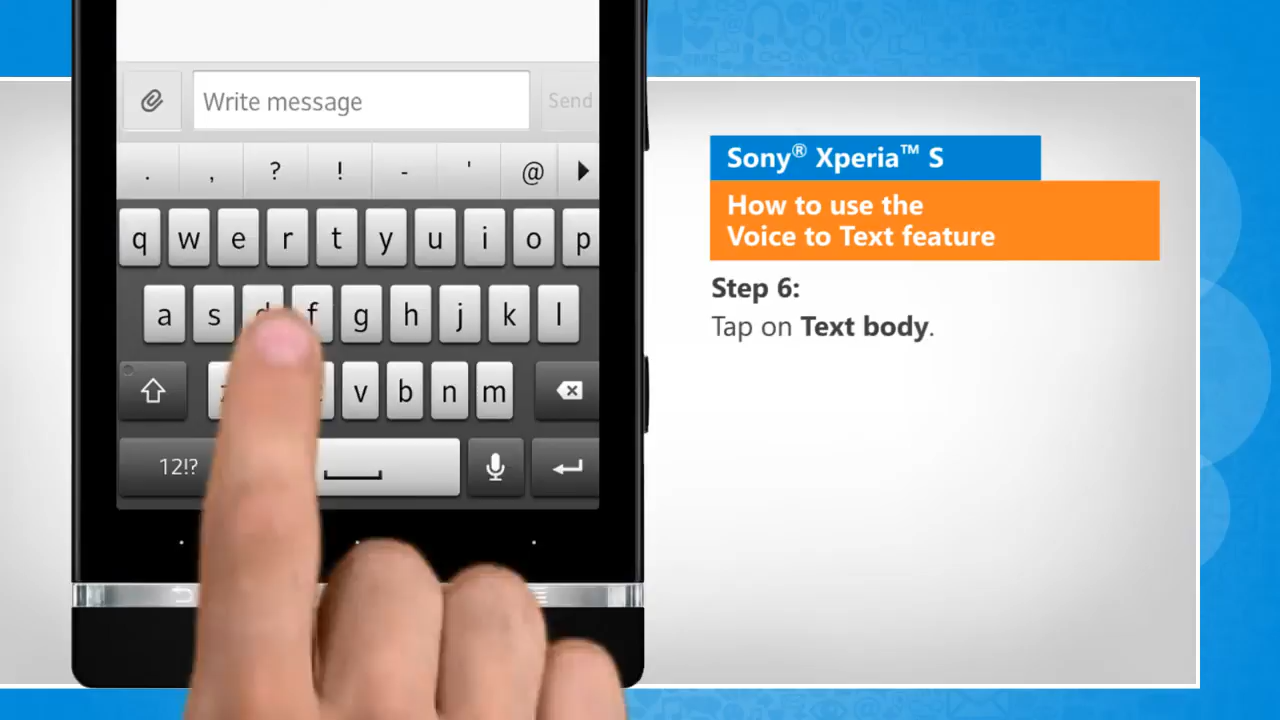 Write message
Send
. , ? ! - ' @
q w e r t y u i o p
a s d f g h j k l
v b n m
12!?
Sony® Xperia™ S
How to use the
Voice to Text feature
Step 6:
Tap on Text body.